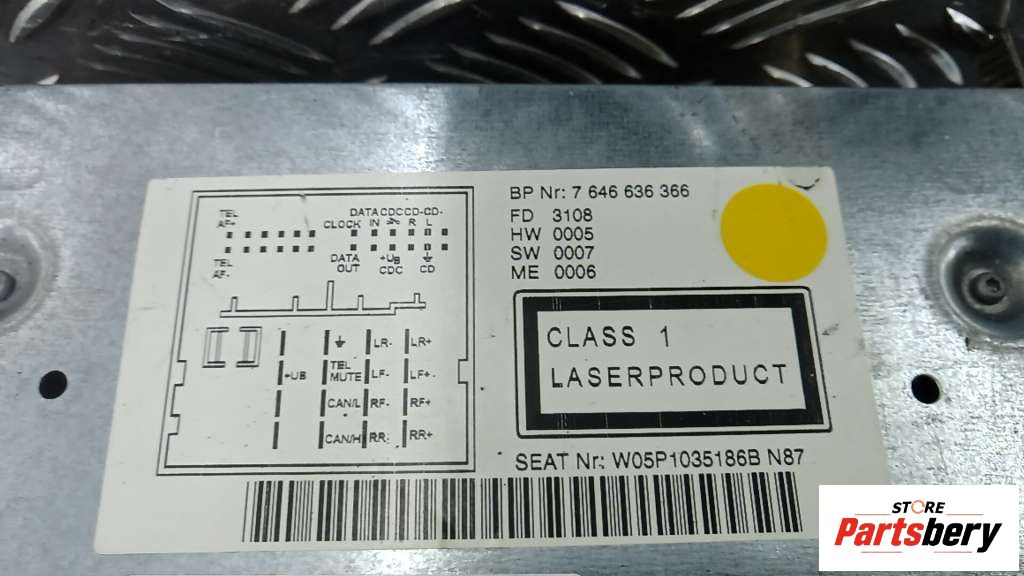 TEL
AF+
DATA CDC CD- CD-
CLOCK IN R L
TEL
AF-
DATA
OUT
+UB
CDC
CD
LR- LR+
+UB
TEL
MUTE
LF- LF+
CAN/L RF- RF+
CAN/H RR- RR+
BP Nr: 7 646 636 366
FD 3108
HW 0005
SW 0007
ME 0006
CLASS 1
LASERPRODUCT
SEAT Nr: W05P1035186B N87
STORE
Partsbery